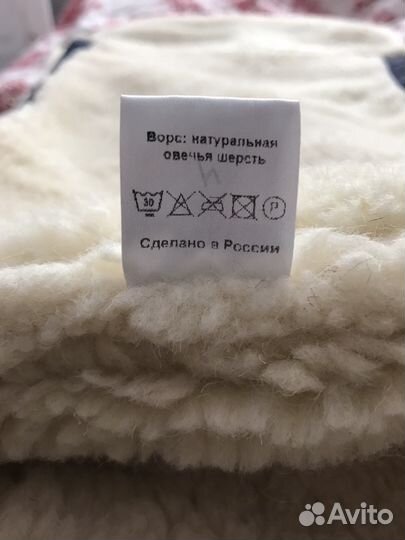 Ворс: натуральная
овечья шерсть
30 P
Сделано в России
Avito